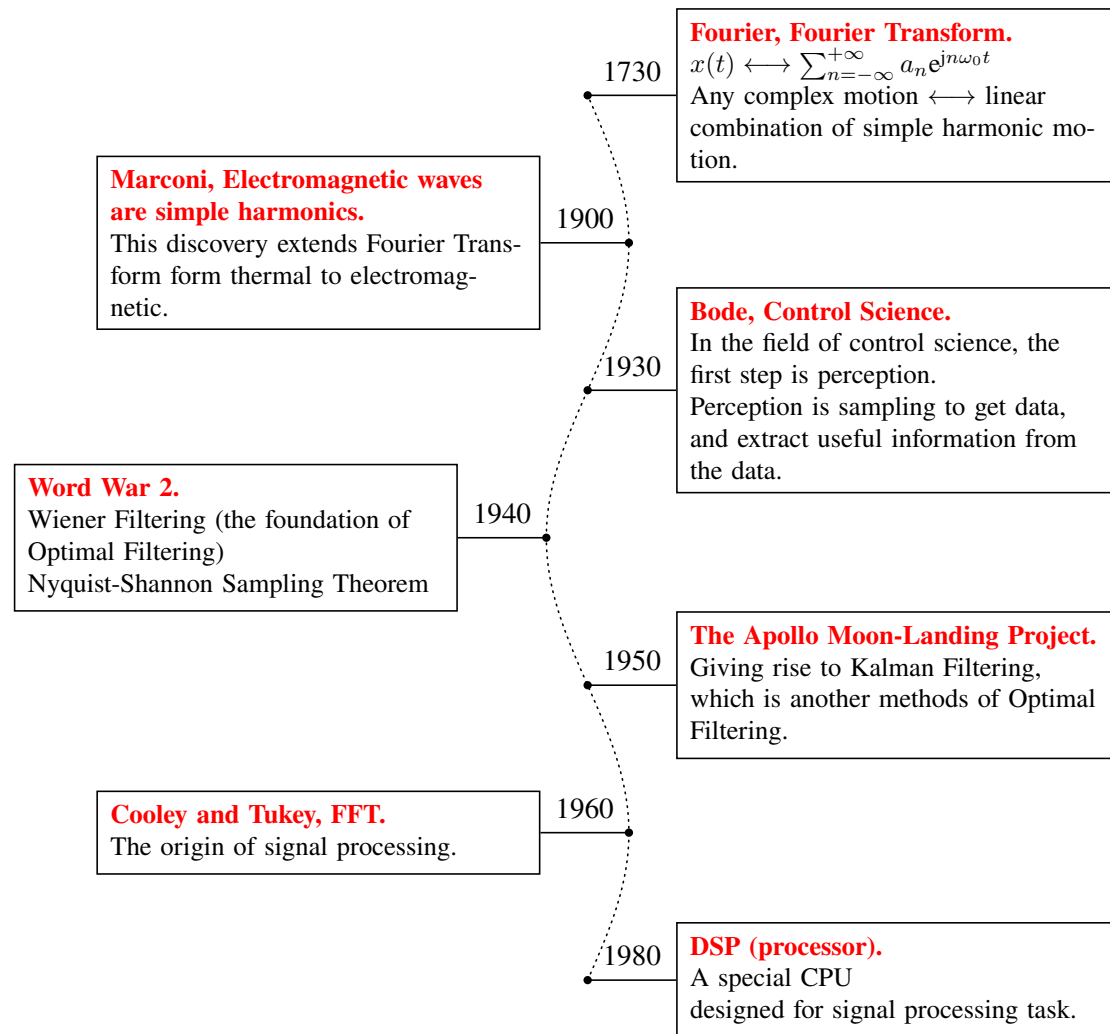 1730
Fourier, Fourier Transform.
x(t) ⟷ ∑_{n=−∞}^{+∞} a_n e^{jnω_0 t}
Any complex motion ⟷ linear
combination of simple harmonic mo-
tion.
1900
Marconi, Electromagnetic waves
are simple harmonics.
This discovery extends Fourier Trans-
form form thermal to electromag-
netic.
1930
Bode, Control Science.
In the field of control science, the
first step is perception.
Perception is sampling to get data,
and extract useful information from
the data.
1940
Word War 2.
Wiener Filtering (the foundation of
Optimal Filtering)
Nyquist-Shannon Sampling Theorem
1950
The Apollo Moon-Landing Project.
Giving rise to Kalman Filtering,
which is another methods of Optimal
Filtering.
1960
Cooley and Tukey, FFT.
The origin of signal processing.
1980
DSP (processor).
A special CPU
designed for signal processing task.